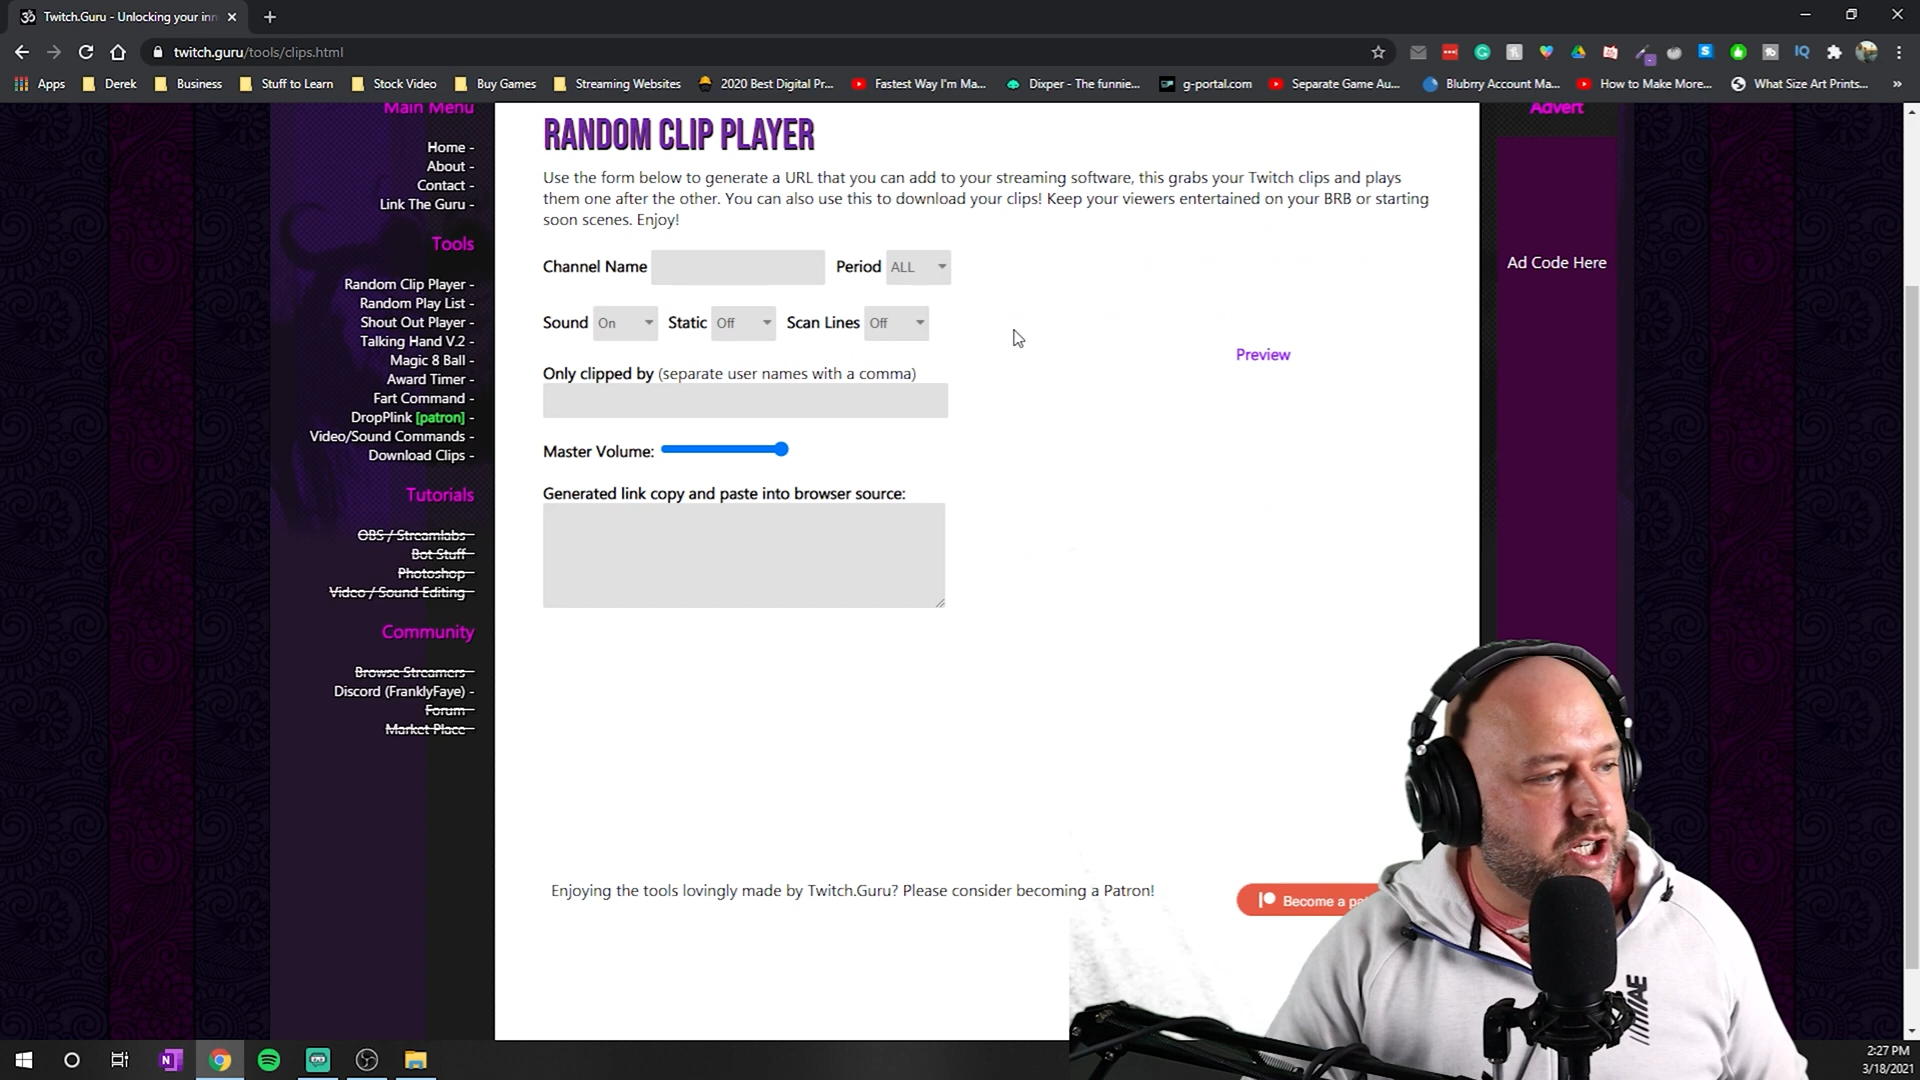 Twitch.Guru - Unlocking your inn
twitch.guru/tools/clips.html
Apps
Derek
Business
Stuff to Learn
Stock Video
Buy Games
Streaming Websites
2020 Best Digital Pr...
Fastest Way I'm Ma...
Dixper - The funnie...
g-portal.com
Separate Game Au...
Blubrry Account Ma...
How to Make More...
What Size Art Prints...
»
Main Menu
Home -
About -
Contact -
Link The Guru -
Tools
Random Clip Player -
Random Play List -
Shout Out Player -
Talking Hand V.2 -
Magic 8 Ball -
Award Timer -
Fart Command -
DropPlink [patron] -
Video/Sound Commands -
Download Clips -
Tutorials
OBS / Streamlabs -
Bot Stuff -
Photoshop -
Video / Sound Editing -
Community
Browse Streamers -
Discord (FranklyFaye) -
Forum -
Market Place -
RANDOM CLIP PLAYER
Use the form below to generate a URL that you can add to your streaming software, this grabs your Twitch clips and plays
them one after the other. You can also use this to download your clips! Keep your viewers entertained on your BRB or starting
soon scenes. Enjoy!
Channel Name Period ALL
Sound On Static Off Scan Lines Off
Only clipped by (separate user names with a comma)
Master Volume:
Generated link copy and paste into browser source:
Preview
Enjoying the tools lovingly made by Twitch.Guru? Please consider becoming a Patron!
Become a
Advert
Ad Code Here
AE
2:27 PM
3/18/2021